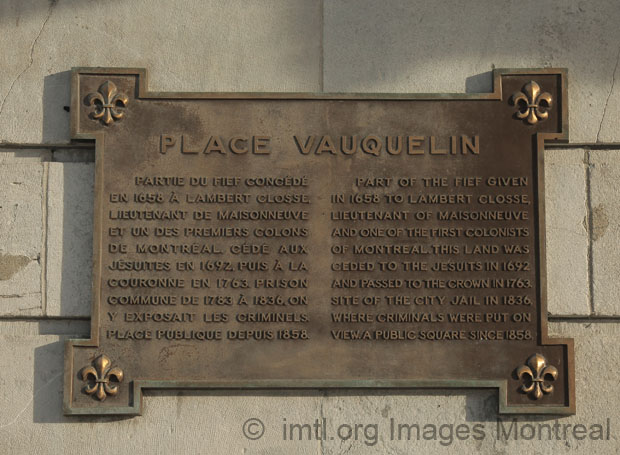 PLACE VAUQUELIN
PARTIE DU FIEF CONCÉDÉ
EN 1658 À LAMBERT CLOSSE,
LIEUTENANT DE MAISONNEUVE
ET UN DES PREMIERS COLONS
DE MONTRÉAL. CÉDÉ AUX
JÉSUITES EN 1692, PUIS À LA
COURONNE EN 1763. PRISON
COMMUNE DE 1783 À 1836, ON
Y EXPOSAIT LES CRIMINELS.
PLACE PUBLIQUE DEPUIS 1858.
PART OF THE FIEF GIVEN
IN 1658 TO LAMBERT CLOSSE,
LIEUTENANT OF MAISONNEUVE
AND ONE OF THE FIRST COLONISTS
OF MONTREAL. THIS LAND WAS
CEDED TO THE JESUITS IN 1692
AND PASSED TO THE CROWN IN 1763.
SITE OF THE CITY JAIL IN 1836
WHERE CRIMINALS WERE PUT ON
VIEW. A PUBLIC SQUARE SINCE 1858.
© imtl.org Images Montreal